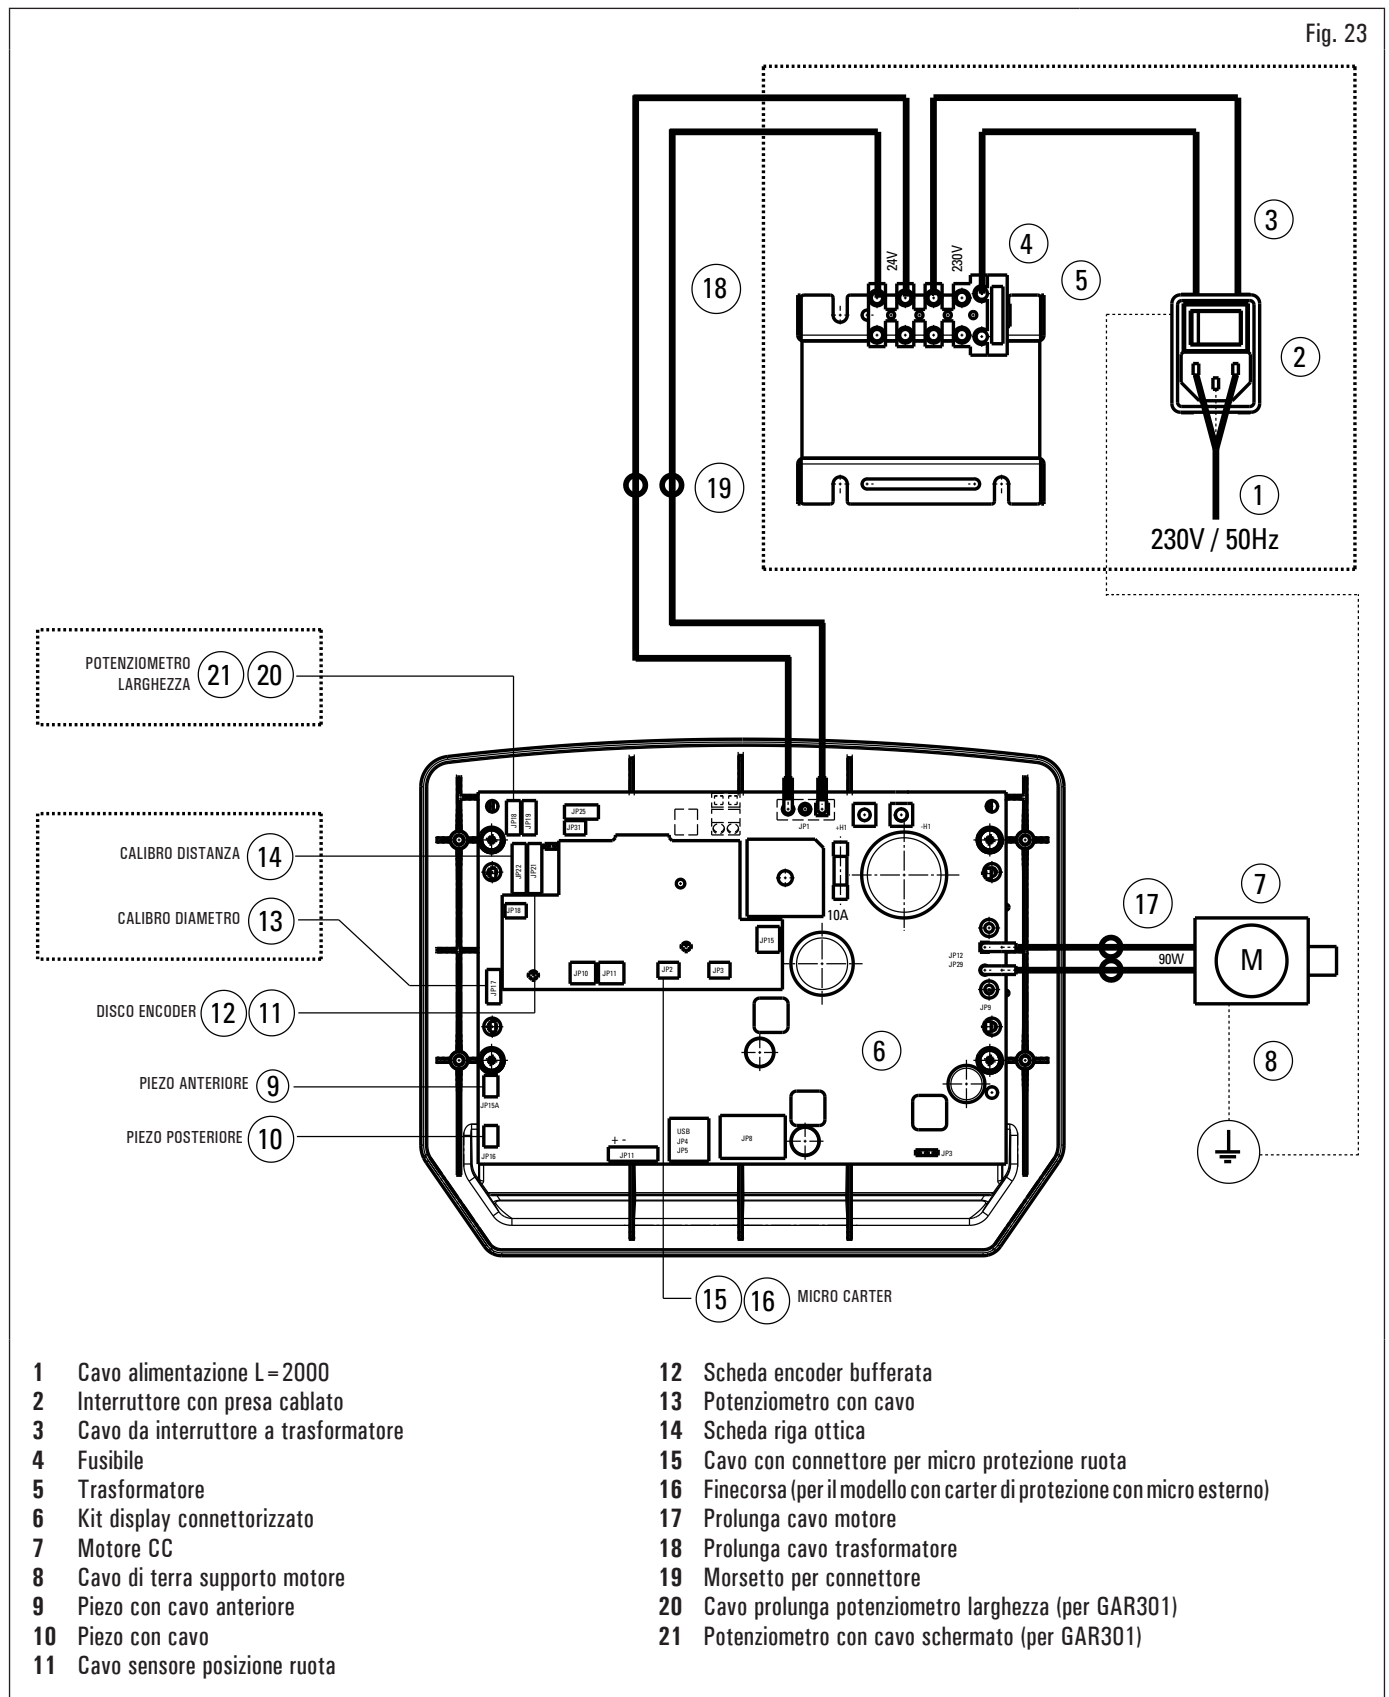 Fig. 23
3
4
5
24V
230V
18
2
19
1
230V / 50Hz
POTENZIOMETRO
LARGHEZZA
21
20
CALIBRO DISTANZA
14
CALIBRO DIAMETRO
13
DISCO ENCODER
12
11
PIEZO ANTERIORE
9
PIEZO POSTERIORE
10
JP18
JP19
JP25
JP31
JP1
+H1
-H1
JP22
JP21
JP18
10A
JP15
JP10
JP11
JP2
JP3
JP17
JP12
JP29
JP9
90W
17
7
M
8
6
JP15A
JP16
+ -
JP11
USB
JP4
JP5
JP8
JP3
15
16
MICRO CARTER
1 Cavo alimentazione L=2000
2 Interruttore con presa cablato
3 Cavo da interruttore a trasformatore
4 Fusibile
5 Trasformatore
6 Kit display connettorizzato
7 Motore CC
8 Cavo di terra supporto motore
9 Piezo con cavo anteriore
10 Piezo con cavo
11 Cavo sensore posizione ruota
12 Scheda encoder bufferata
13 Potenziometro con cavo
14 Scheda riga ottica
15 Cavo con connettore per micro protezione ruota
16 Finecorsa (per il modello con carter di protezione con micro esterno)
17 Prolunga cavo motore
18 Prolunga cavo trasformatore
19 Morsetto per connettore
20 Cavo prolunga potenziometro larghezza (per GAR301)
21 Potenziometro con cavo schermato (per GAR301)